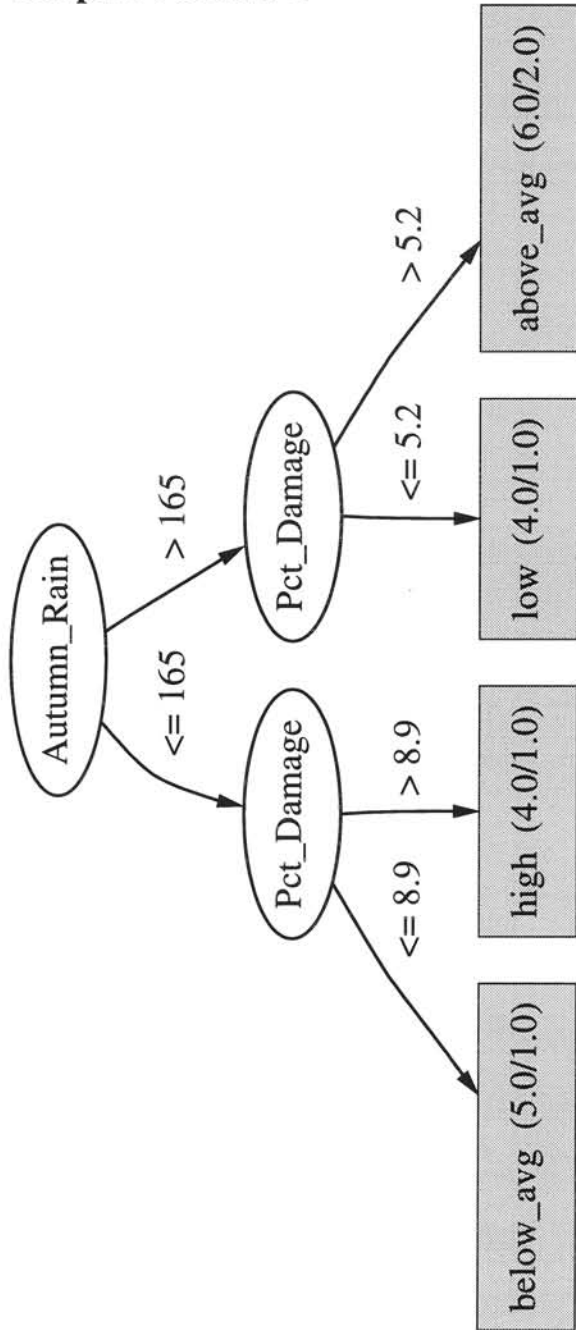 Autumn_Rain
<= 165
> 165
Pct_Damage
Pct_Damage
<= 8.9
> 8.9
<= 5.2
> 5.2
below_avg (5.0/1.0)
high (4.0/1.0)
low (4.0/1.0)
above_avg (6.0/2.0)